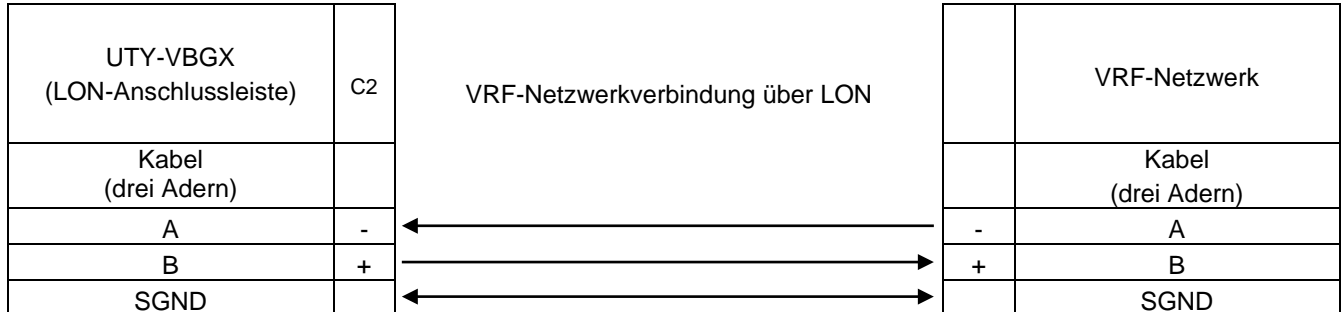 UTY-VBGX
(LON-Anschlussleiste)
C2
VRF-Netzwerkverbindung über LON
VRF-Netzwerk
Kabel
(drei Adern)
Kabel
(drei Adern)
A - - A
B + + B
SGND SGND